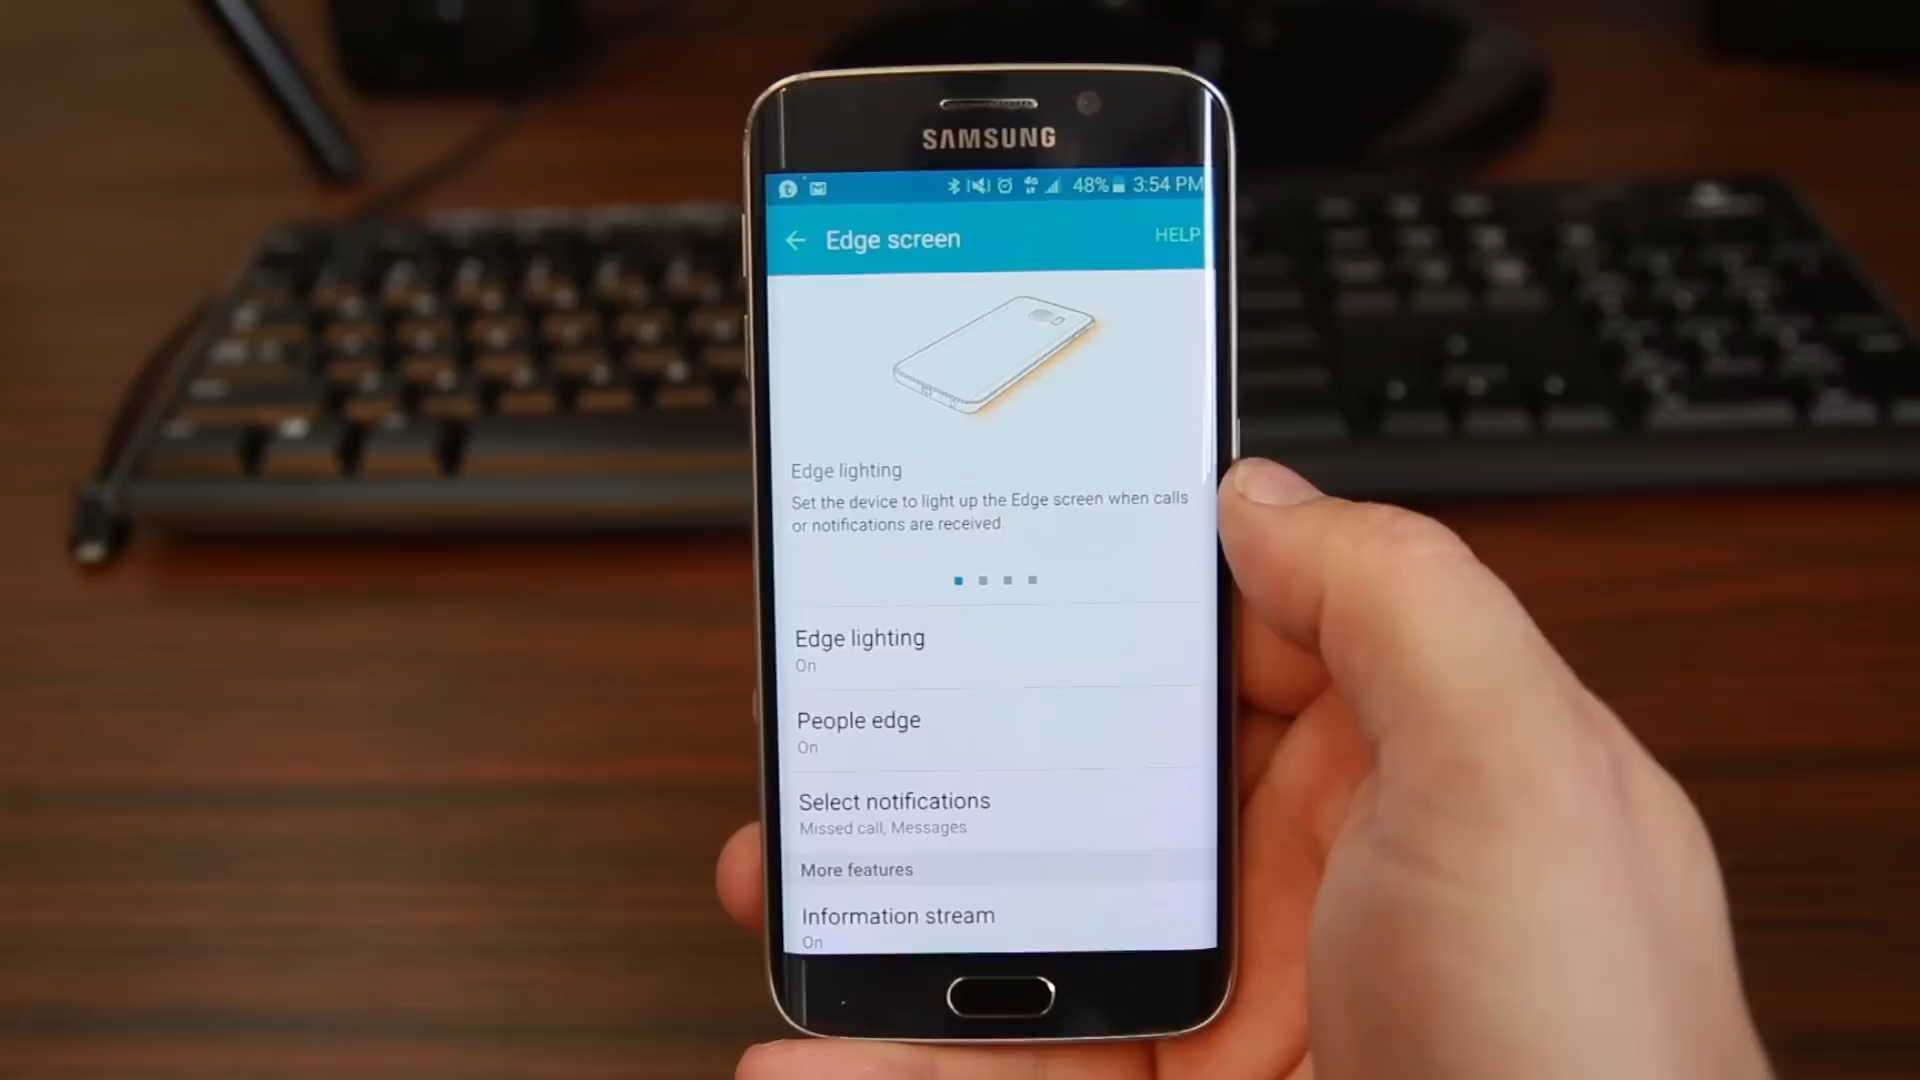 SAMSUNG
48% 3:54 PM
Edge screen
HELP
Edge lighting
Set the device to light up the Edge screen when calls
or notifications are received.
Edge lighting
On
People edge
On
Select notifications
Missed call, Messages
More features
Information stream
On